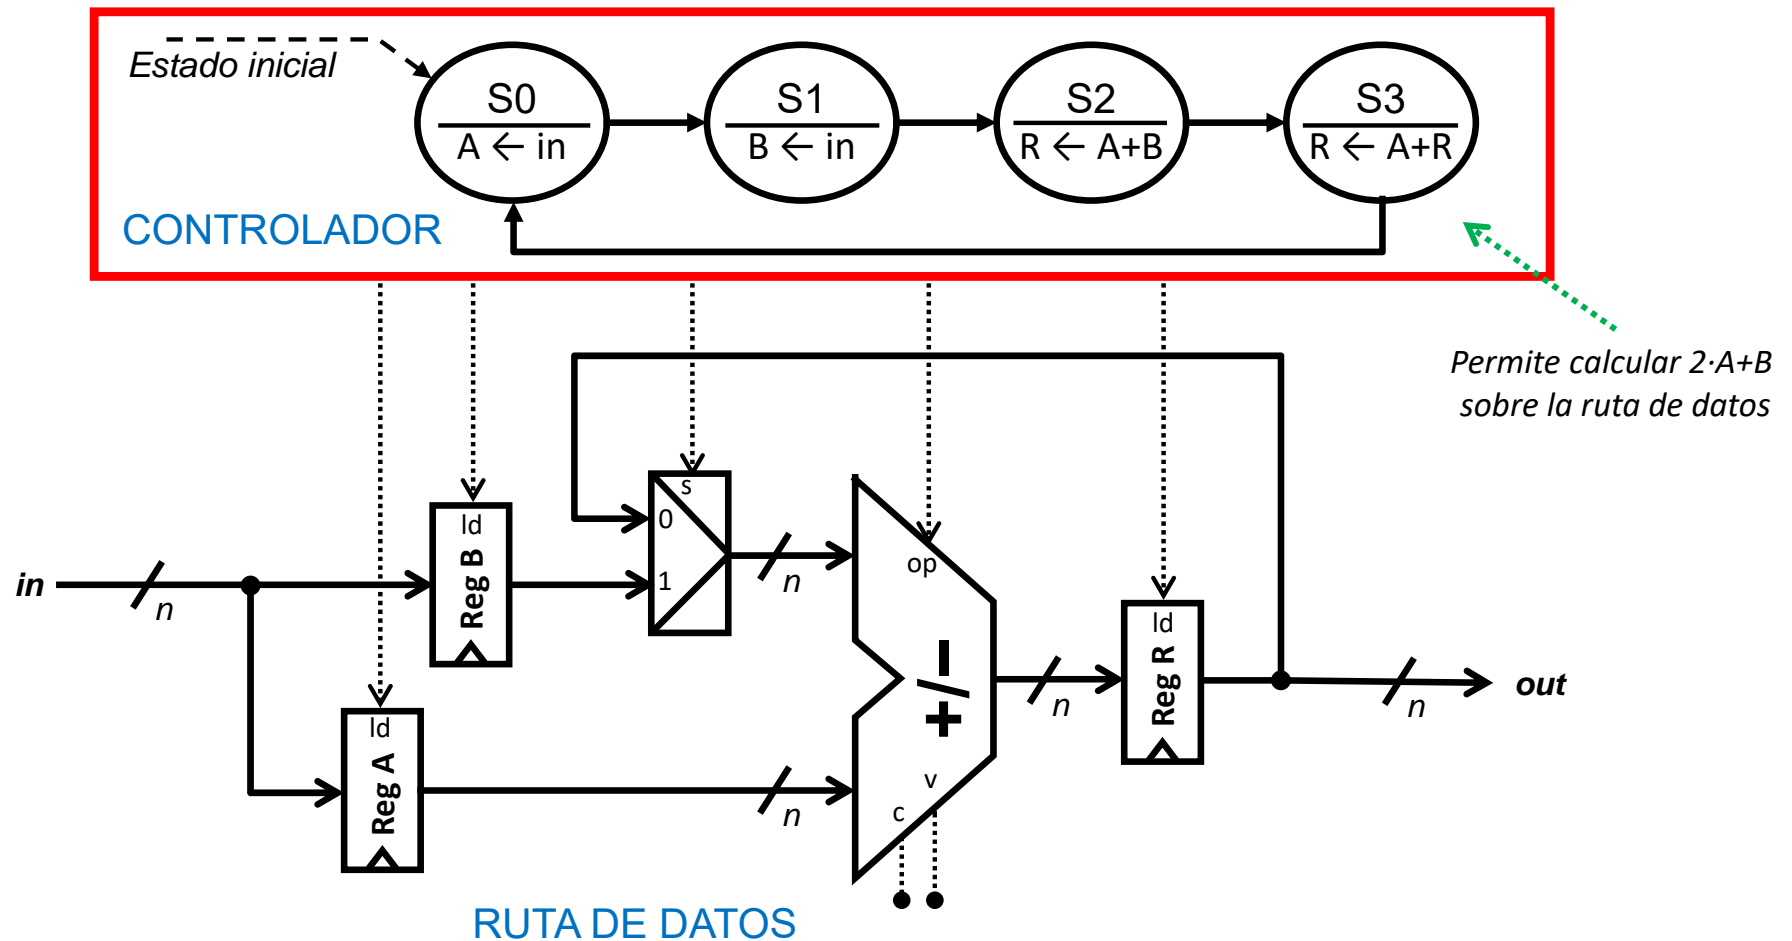 Estado inicial
S0
A ← in
S1
B ← in
S2
R ← A+B
S3
R ← A+R
CONTROLADOR
Permite calcular 2·A+B
sobre la ruta de datos
in
n
ld
Reg B
ld
Reg A
s
0
1
n
n
op
+/−
v
c
n
ld
Reg R
n
out
RUTA DE DATOS